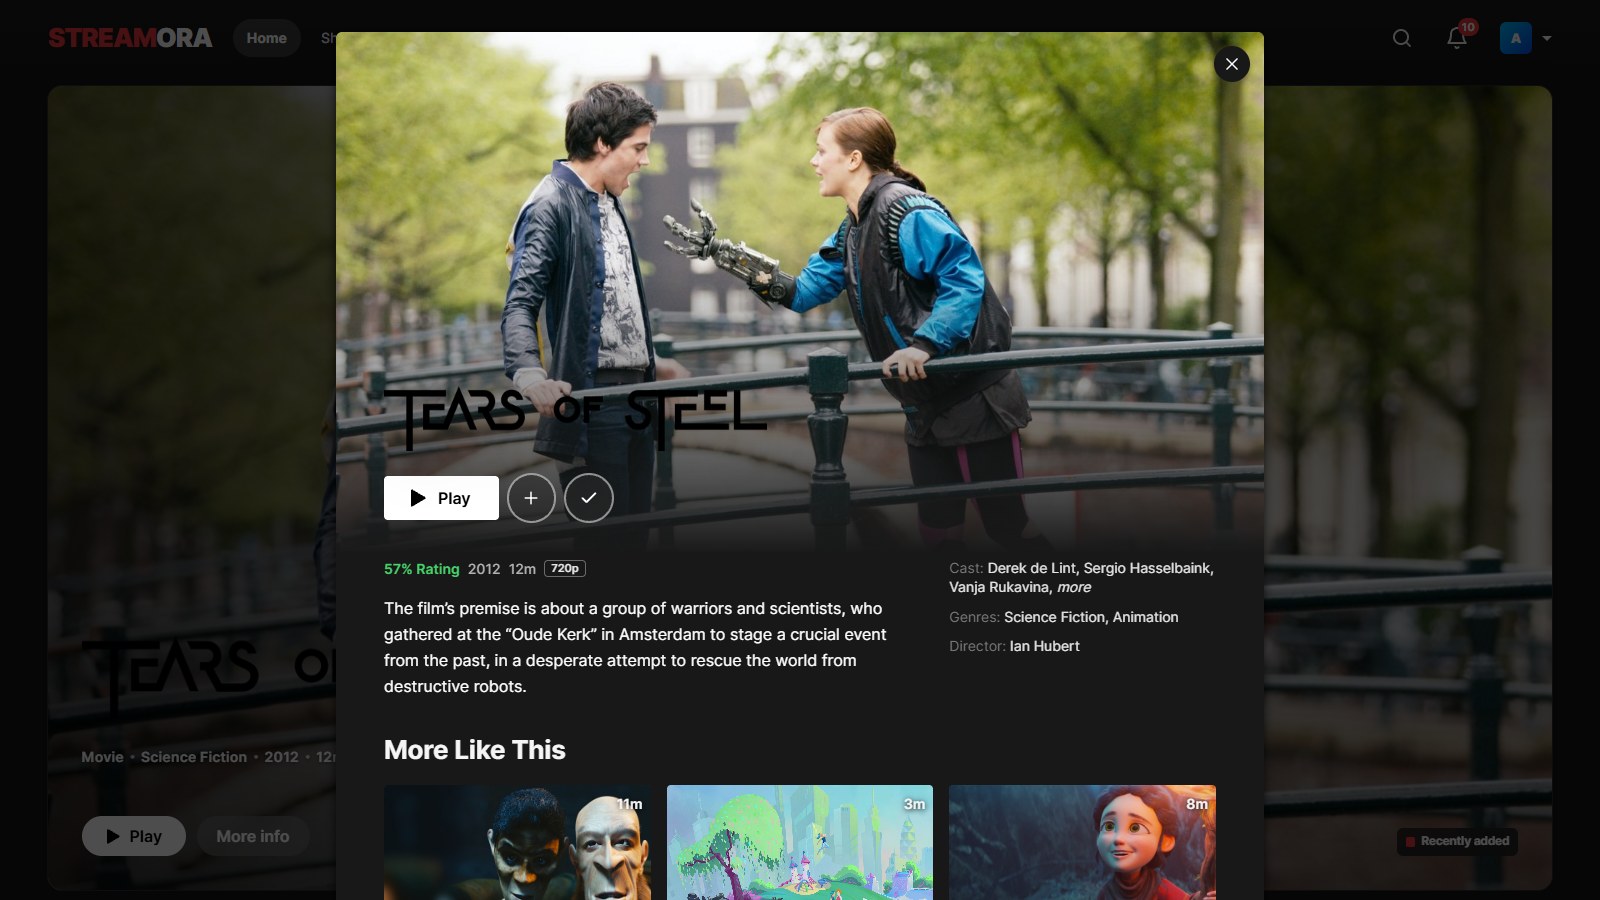 STREAMORA
Home
Sh
10
A
TEARS OF STEEL
Play
57% Rating 2012 12m 720p
The film’s premise is about a group of warriors and scientists, who
gathered at the “Oude Kerk” in Amsterdam to stage a crucial event
from the past, in a desperate attempt to rescue the world from
destructive robots.
Cast: Derek de Lint, Sergio Hasselbaink,
Vanja Rukavina, more
Genres: Science Fiction, Animation
Director: Ian Hubert
More Like This
11m
3m
8m
TEARS O
Movie • Science Fiction • 2012 • 12
Play
More info
Recently added